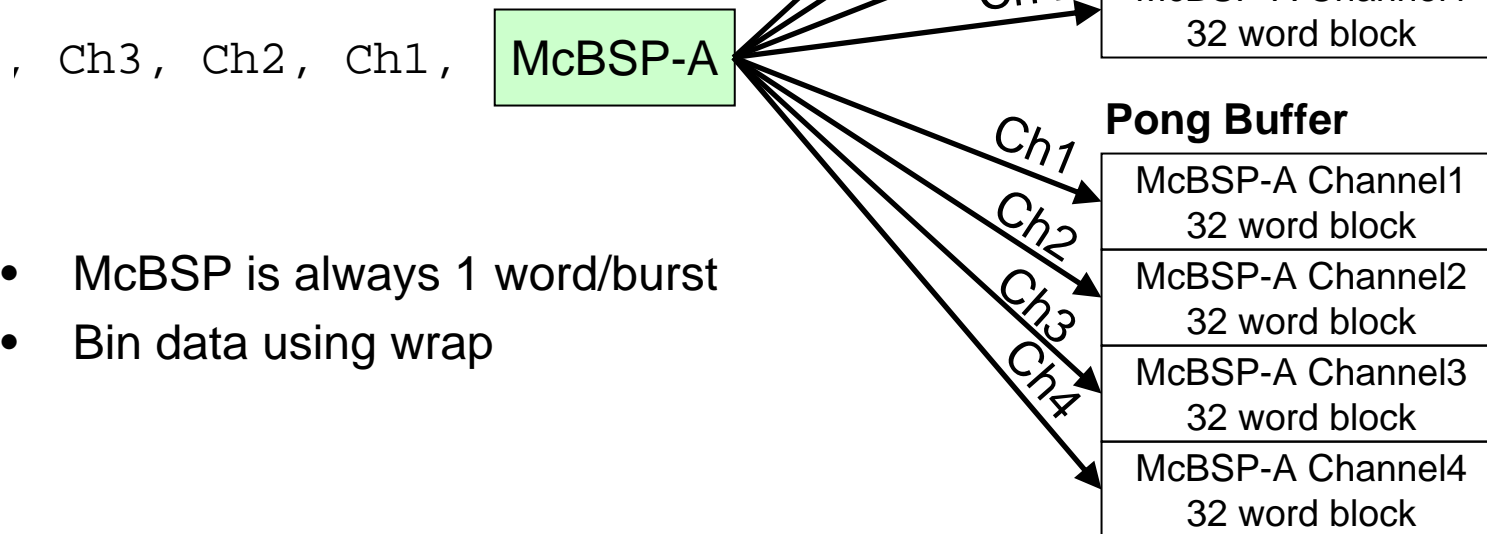 32 word block
, Ch3, Ch2, Ch1,
McBSP-A
Pong Buffer
Ch1
Ch2
Ch3
Ch4
McBSP-A Channel1
32 word block
McBSP-A Channel2
32 word block
McBSP-A Channel3
32 word block
McBSP-A Channel4
32 word block
• McBSP is always 1 word/burst
• Bin data using wrap